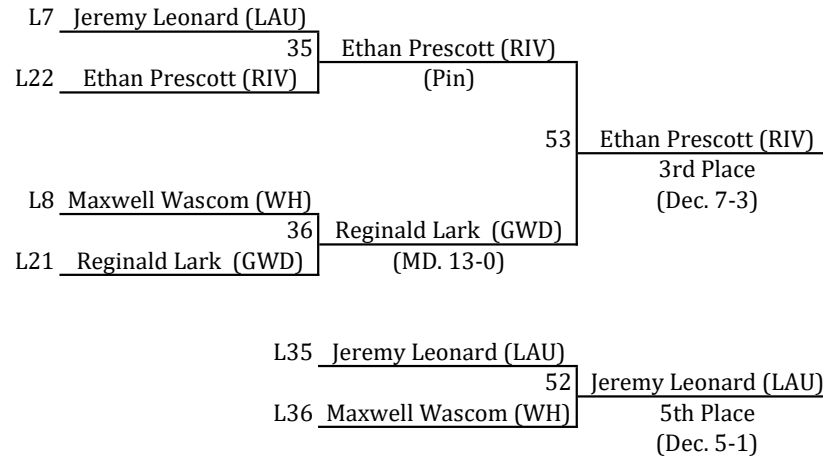 L7 Jeremy Leonard (LAU)
35 Ethan Prescott (RIV)
L22 Ethan Prescott (RIV) (Pin)
53 Ethan Prescott (RIV)
3rd Place
L8 Maxwell Wascom (WH) (Dec. 7-3)
36 Reginald Lark (GWD)
L21 Reginald Lark (GWD) (MD. 13-0)
L35 Jeremy Leonard (LAU)
52 Jeremy Leonard (LAU)
L36 Maxwell Wascom (WH) 5th Place
(Dec. 5-1)